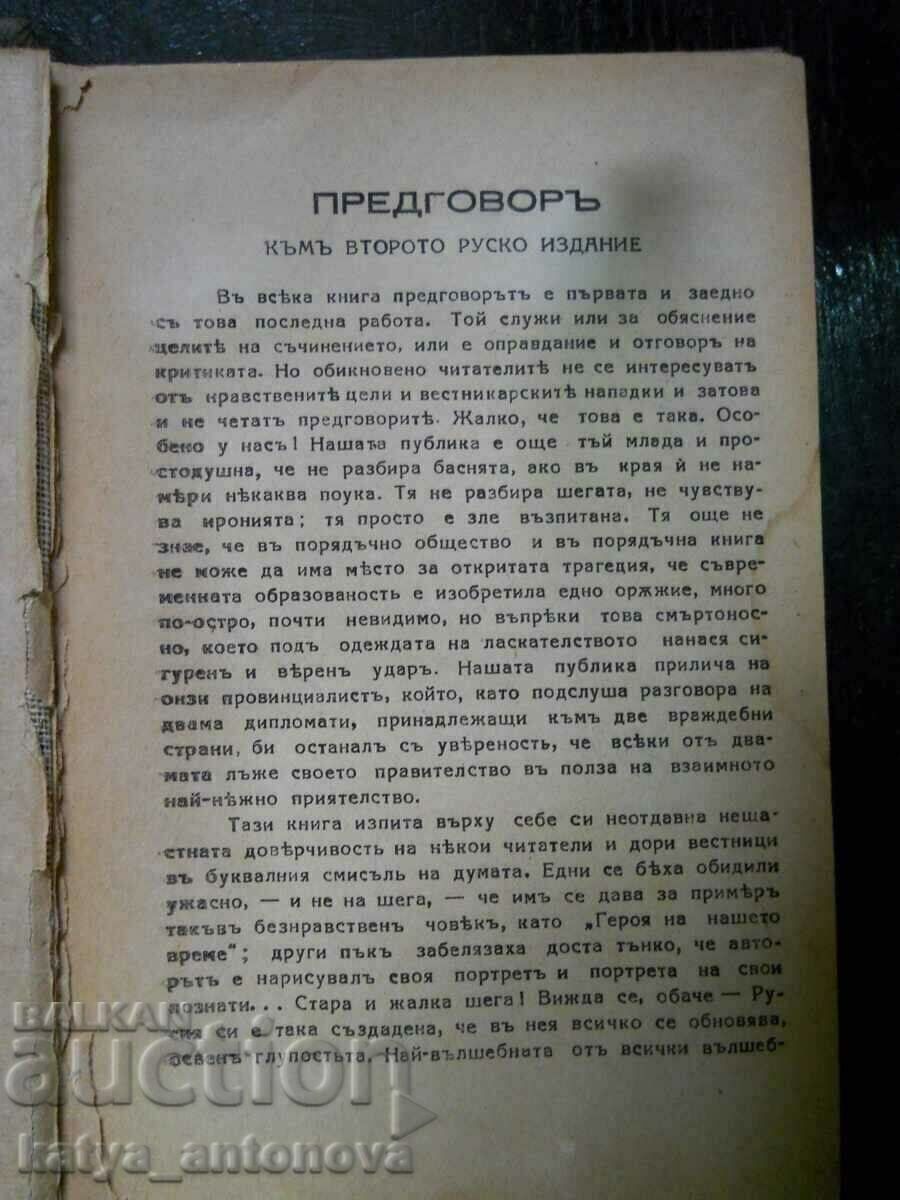 ПРЕДГОВОРЪ
КЪМЪ ВТОРОТО РУСКО ИЗДАНИЕ
Въ всѣка книга предговорътъ е първата и заедно
съ това последна работа. Той служи или за обяснение
целитѣ на съчинението, или е оправдание и отговоръ на
критиката. Но обикновено читателитѣ не се интересуватъ
отъ нравственитѣ цели и вестникарскитѣ нападки и затова
и не четатъ предговоритѣ. Жалко, че това е така. Осо-
бено у насъ! Нашата публика е още тъй млада и про-
стодушна, че не разбира баснята, ако въ края ѝ не на-
мѣри нѣкаква поука. Тя не разбира шегата, не чувству-
ва иронията; тя просто е зле възпитана. Тя още не
знае, че въ порядъчно общество и въ порядъчна книга
не може да има мѣсто за откритата трагедия, че съвре-
менната образованость е изобретила едно орѫжие, много
по-остро, почти невидимо, но въпрѣки това смъртонос-
но, което подъ одеждата на ласкателството нанася си-
гуренъ и вѣренъ ударъ. Нашата публика прилича на
онзи провинциалистъ, който, като подслуша разговора на
двама дипломати, принадлежащи къмъ две враждебни
страни, би останалъ съ увѣреность, че всѣки отъ два-
мата лъже своето правителство въ полза на взаимното
най-нѣжно приятелство.
Тази книга изпита върху себе си неотдавна неща-
стната довѣрчивость на нѣкои читатели и дори вестници
въ буквалния смисълъ на думата. Едни се бѣха обидили
ужасно, — и не на шега, — че имъ се дава за примѣръ
такъвъ безнравственъ човѣкъ, като „Героя на нашето
време“; други пъкъ забелязаха доста тънко, че авто-
рътъ е нарисувалъ своя портретъ и портрета на свои
познати... Стара и жалка шега! Вижда се, обаче — Ру-
сия си е така създадена, че въ нея всичко се обновява,
освенъ глупостьта. Най-вълшебната отъ всички вълшеб-
BALKAN
auction
katya_antonova